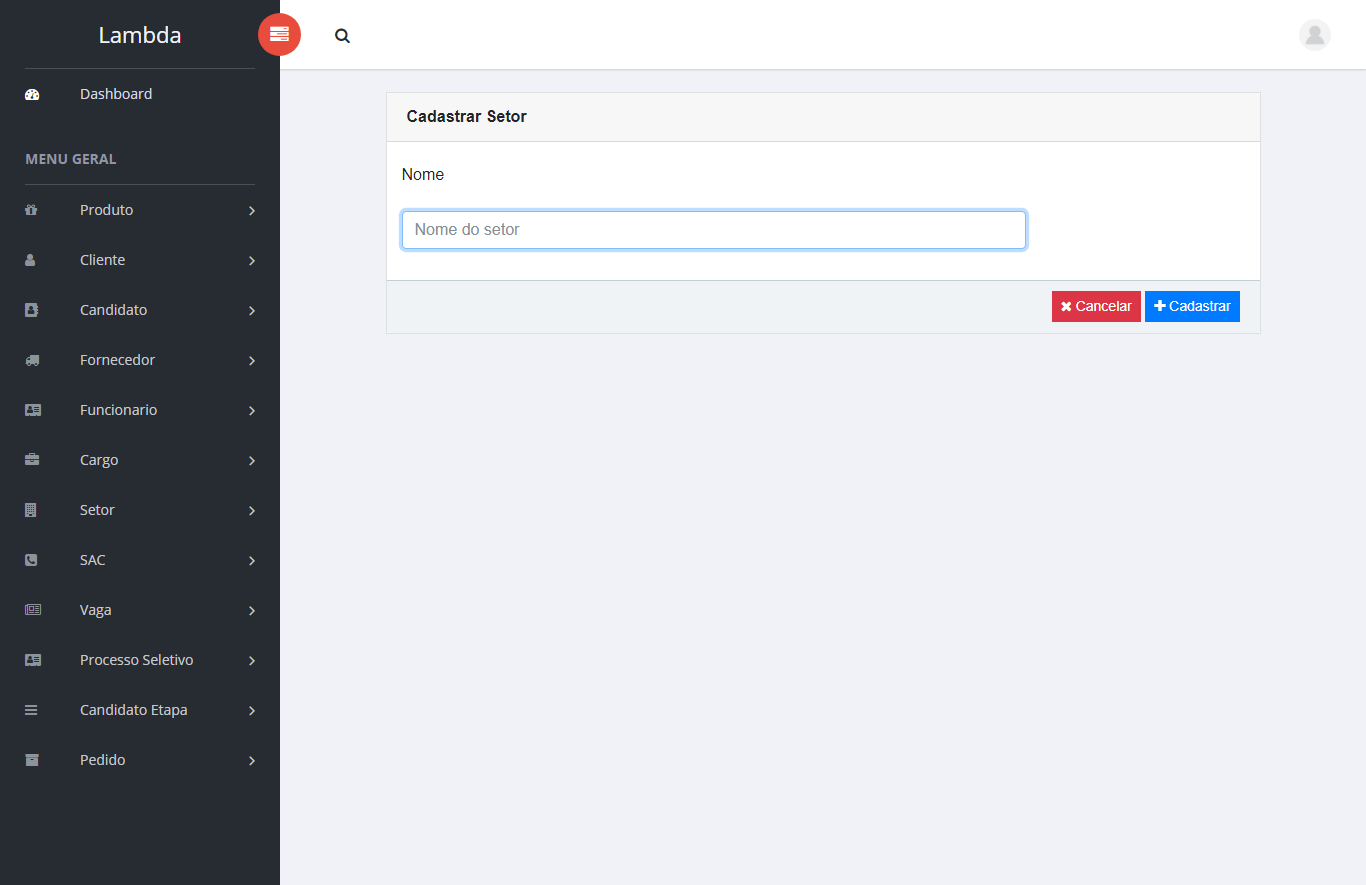 Lambda
Dashboard
MENU GERAL
Produto
Cliente
Candidato
Fornecedor
Funcionario
Cargo
Setor
SAC
Vaga
Processo Seletivo
Candidato Etapa
Pedido
Cadastrar Setor
Nome
Nome do setor
Cancelar
Cadastrar